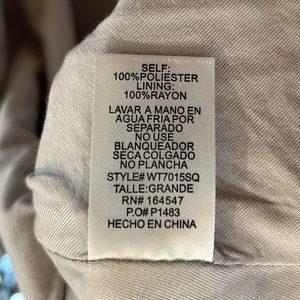 SELF:
100%POLIESTER
LINING:
100%RAYON
LAVAR A MANO EN
AGUA FRIA POR
SEPARADO
NO USE
BLANQUEADOR
SECA COLGADO
NO PLANCHA
STYLE# WT7015SQ
TALLE:GRANDE
RN# 164547
P.O# P1483
HECHO EN CHINA